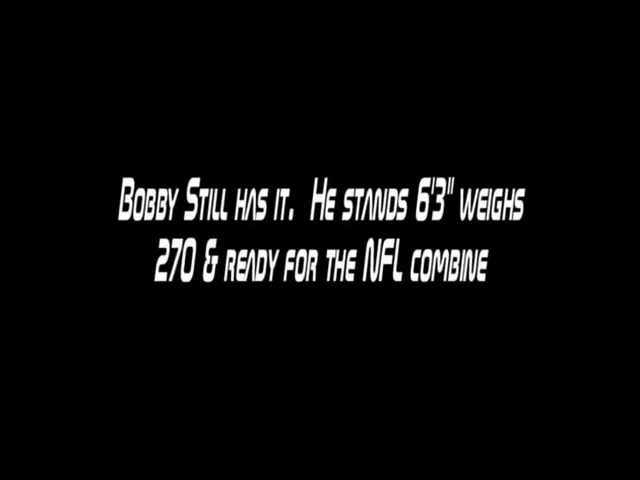 Bobby Still has it. He stands 6'3" weighs
270 & ready for the NFL combine